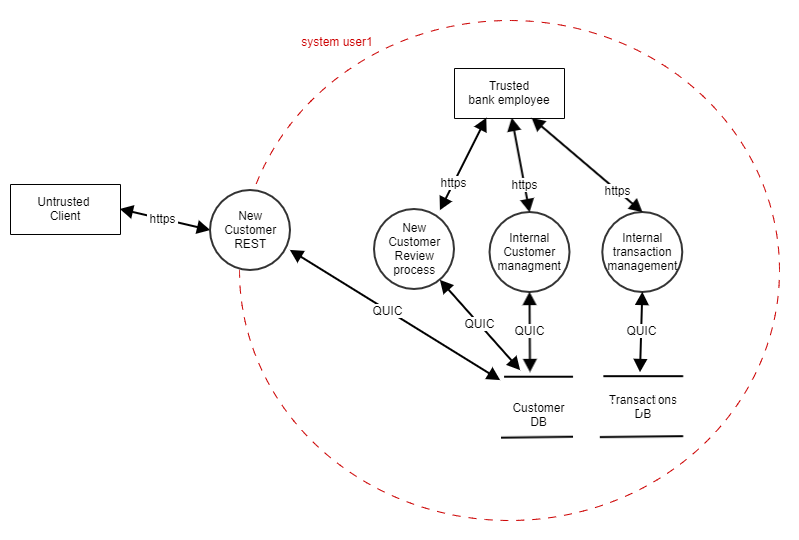 system user1
Trusted
bank employee
Untrusted
Client
https
New
Customer
REST
https
https
https
New
Customer
Review
process
Internal
Customer
managment
Internal
transaction
management
QUIC
QUIC
QUIC
QUIC
Customer
DB
Transactions
DB